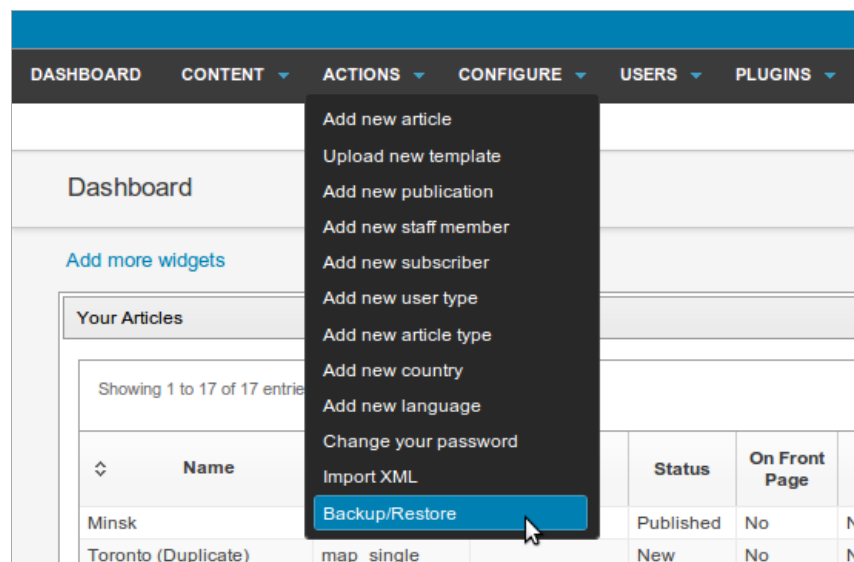 DASHBOARD CONTENT ACTIONS CONFIGURE USERS PLUGINS
Add new article
Upload new template
Dashboard
Add new publication
Add new staff member
Add more widgets
Add new subscriber
Add new user type
Your Articles
Add new article type
Add new country
Showing 1 to 17 of 17 entrie
Add new language
Change your password
Name
Status
On Front Page
Import XML
Backup/Restore
Minsk Published No
Toronto (Duplicate) map_single New No